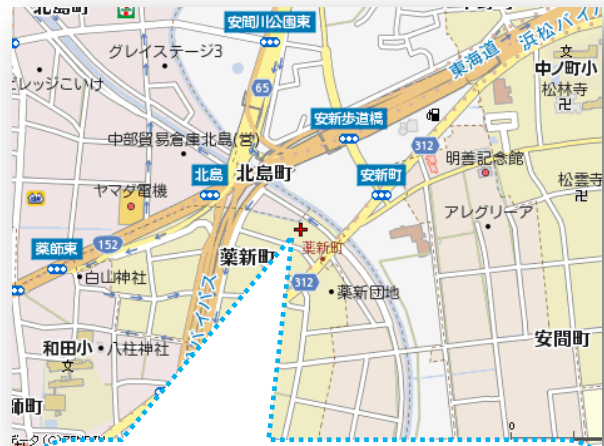 北島町
安間川公園東
グレイステージ3
東海道
浜松バイパ
ビレッジこいけ
65
中ノ町小
松林寺
安新歩道橋
中部貿易倉庫北島(営)
312
明善記念館
北島
北島町
安新町
松雲寺
ヤマダ電機
アレグリーア
薬師東
152
薬新町
薬新町
白山神社
312
薬新団地
バイパス
安間町
和田小
八柱神社
師町